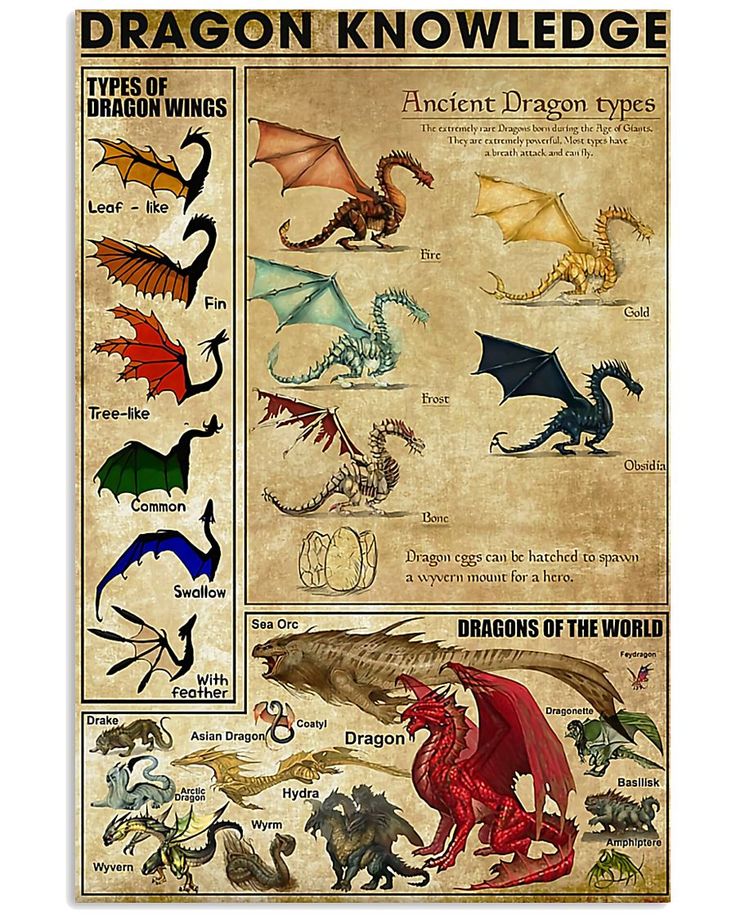 DRAGON KNOWLEDGE
TYPES OF
DRAGON WINGS
Leaf - like
Fin
Tree-like
Common
Swallow
With
feather
Ancient Dragon types
The extremely rare Dragons born during the Age of Giants.
They are extremely powerful. Most types have
a breath attack and can fly.
Fire
Gold
Frost
Obsidia
Bone
Dragon eggs can be hatched to spawn
a wyvern mount for a hero.
DRAGONS OF THE WORLD
Sea Orc
Feydragon
Drake
Coatyl
Asian Dragon
Dragon
Dragonette
Arctic
Dragon
Hydra
Basilisk
Wyrm
Amphiptere
Wyvern